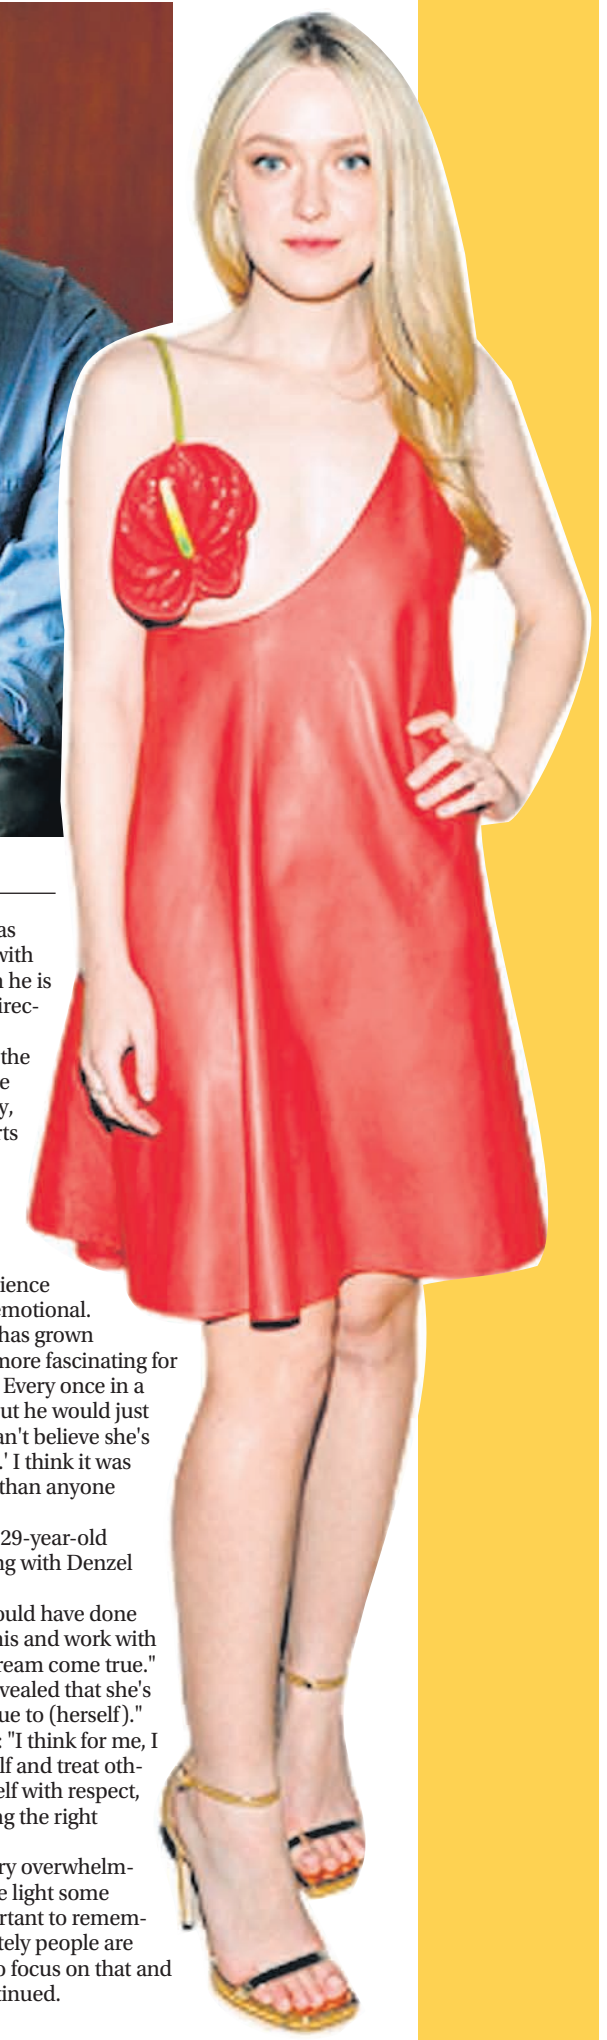 as
with
he is
irec-
the
e
y,
rts
ience
emotional.
has grown
more fascinating for
Every once in a
ut he would just
an't believe she's
.' I think it was
than anyone
29-year-old
ng with Denzel
ould have done
his and work with
ream come true."
vealed that she's
ue to (herself)."
: "I think for me, I
lf and treat oth-
elf with respect,
ng the right
ry overwhelm-
e light some
rtant to remem-
tely people are
o focus on that and
tinued.